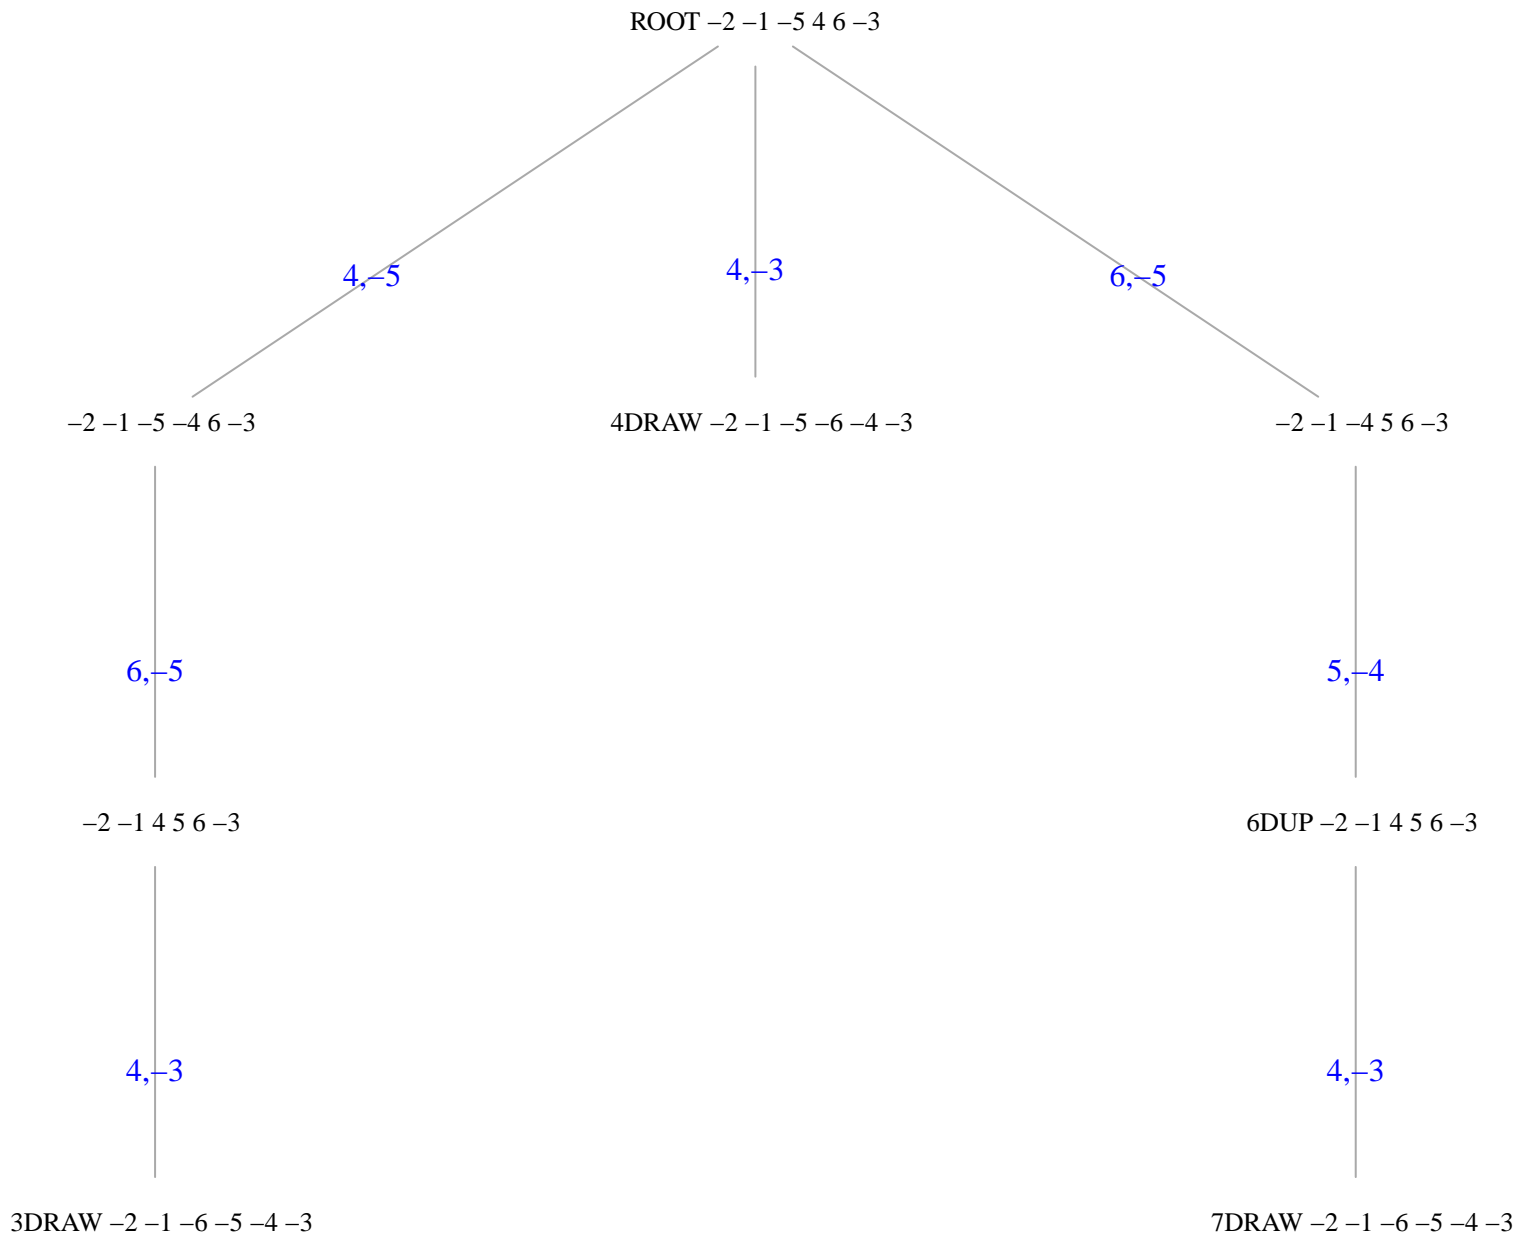 ROOT –2 –1 –5 4 6 –3
4,–5
4,–3
6,–5
–2 –1 –5 –4 6 –3
4DRAW –2 –1 –5 –6 –4 –3
–2 –1 –4 5 6 –3
6,–5
5,–4
–2 –1 4 5 6 –3
6DUP –2 –1 4 5 6 –3
4,–3
4,–3
3DRAW –2 –1 –6 –5 –4 –3
7DRAW –2 –1 –6 –5 –4 –3